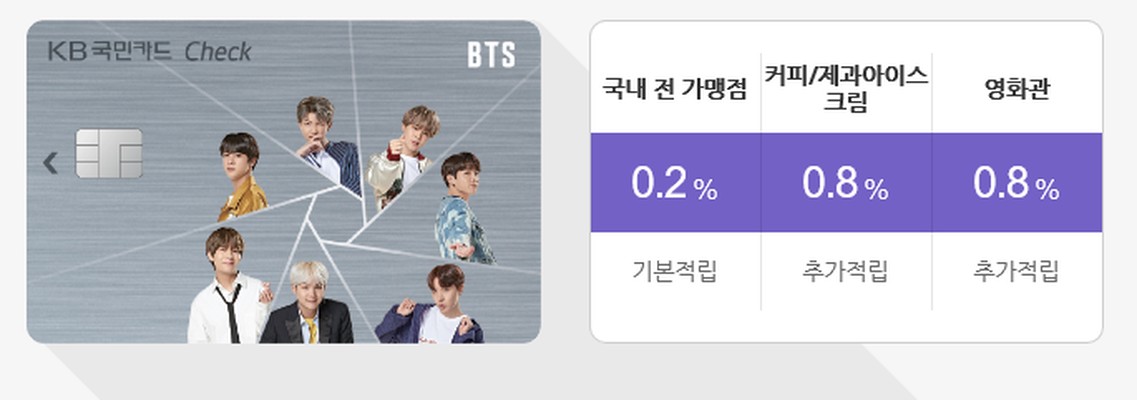 KB국민카드 Check
BTS
국내 전 가맹점
커피/제과아이스
크림
영화관
0.2 %
0.8 %
0.8 %
기본적립
추가적립
추가적립